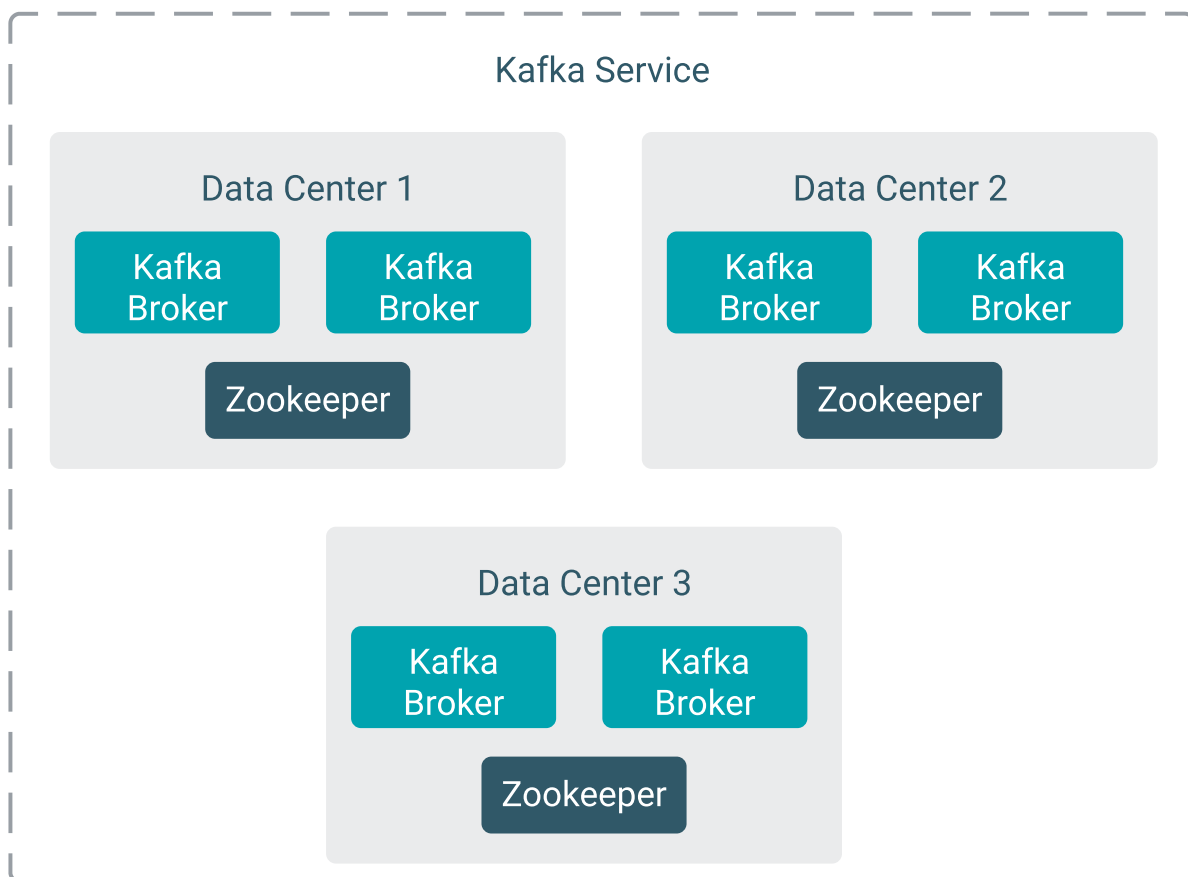 Kafka Service
Data Center 1
Kafka
Broker
Kafka
Broker
Zookeeper
Data Center 2
Kafka
Broker
Kafka
Broker
Zookeeper
Data Center 3
Kafka
Broker
Kafka
Broker
Zookeeper